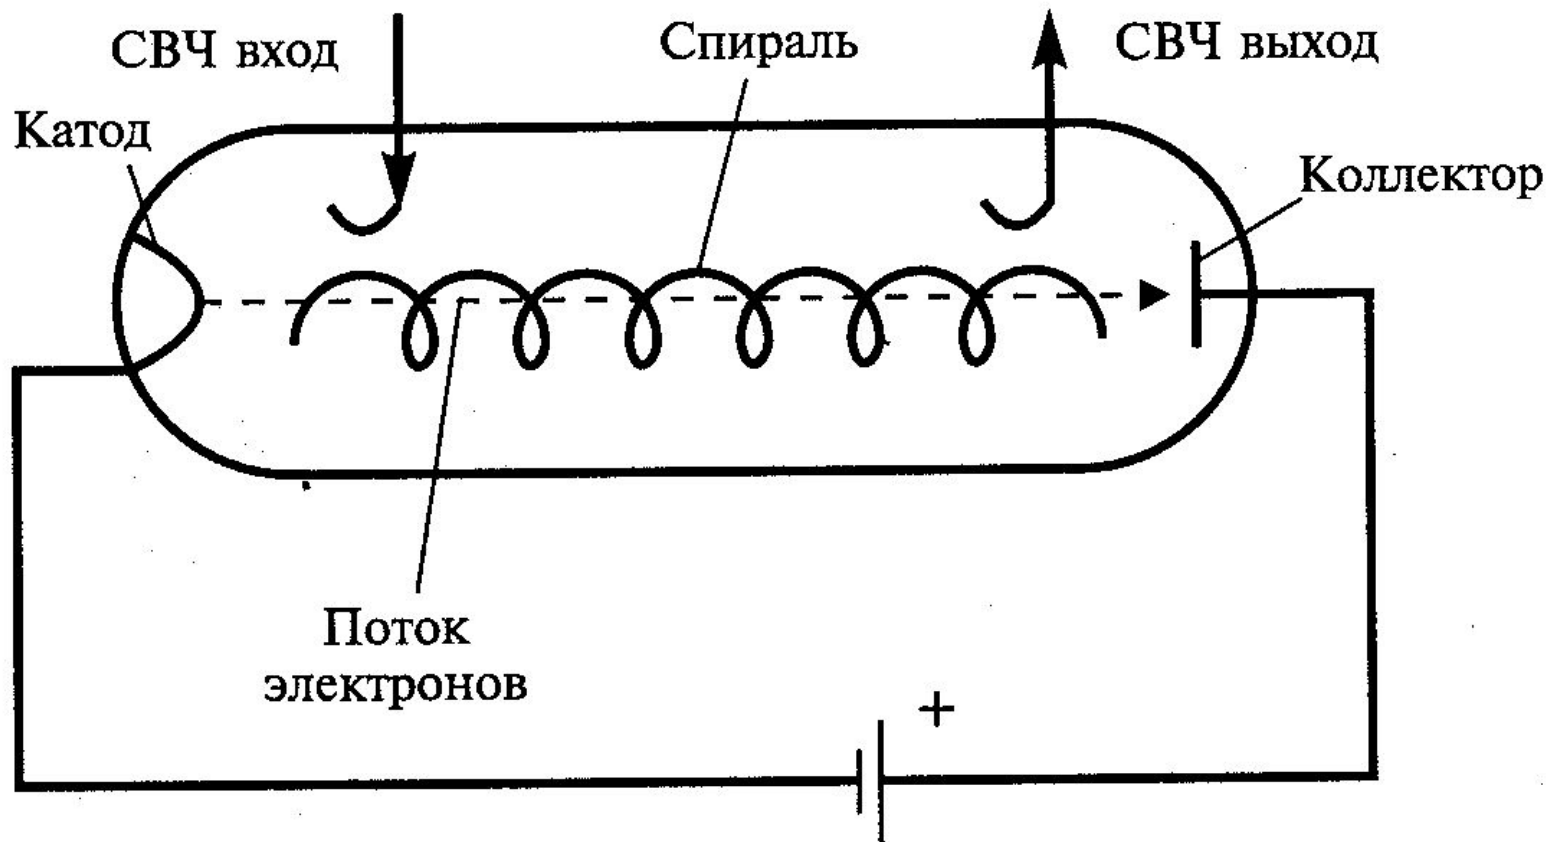 СВЧ вход
Спираль
СВЧ выход
Катод
Коллектор
Поток
электронов
+